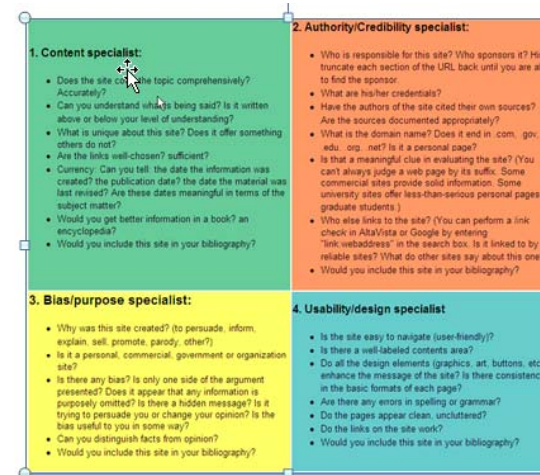 1. Content specialist:
Does the site the topic comprehensively?
Accurately?
Can you understand what is being said? Is it written
above or below your level of understanding?
What is unique about this site? Does it offer something
others do not?
Are the links well-chosen? sufficient?
Currency: Can you tell: the date the information was
created? the publication date? the date the material was
last revised? Are these dates meaningful in terms of the
subject matter?
Would you get better information in a book? an
encyclopedia?
Would you include this site in your bibliography?
2. Authority/Credibility specialist:
Who is responsible for this site? Who sponsors it?
truncate each section of the URL back until you are
to find the sponsor.
What are his/her credentials?
Have the authors of the site cited their own sources?
Are the sources documented appropriately?
What is the domain name? Does it end in .com, .gov,
.edu, .org, .net? Is it a personal page?
Is that a meaningful clue in evaluating the site? (You
can't always judge a web page by its suffix. Some
commercial sites provide solid information. Some
university sites offer less-than-serious personal pages
graduate students.)
Who else links to the site? (You can perform a link
check in AltaVista or Google by entering
"link:webaddress" in the search box. Is it linked to by
reliable sites? What do other sites say about this one
Would you include this site in your bibliography?
3. Bias/purpose specialist:
Why was this site created? (to persuade, inform,
explain, sell, promote, parody, other?)
Is it a personal, commercial, government or organization
site?
Is there any bias? Is only one side of the argument
presented? Does it appear that any information is
purposely omitted? Is there a hidden message? Is it
trying to persuade you or change your opinion? Is the
bias useful to you in some way?
Can you distinguish facts from opinion?
Would you include this site in your bibliography?
4. Usability/design specialist
Is the site easy to navigate (user-friendly)?
Is there a well-labeled contents area?
Do all the design elements (graphics, art, buttons, etc
enhance the message of the site? Is there consistenc
in the basic formats of each page?
Are there any errors in spelling or grammar?
Do the pages appear clean, uncluttered?
Do the links on the site work?
Would you include this site in your bibliography?